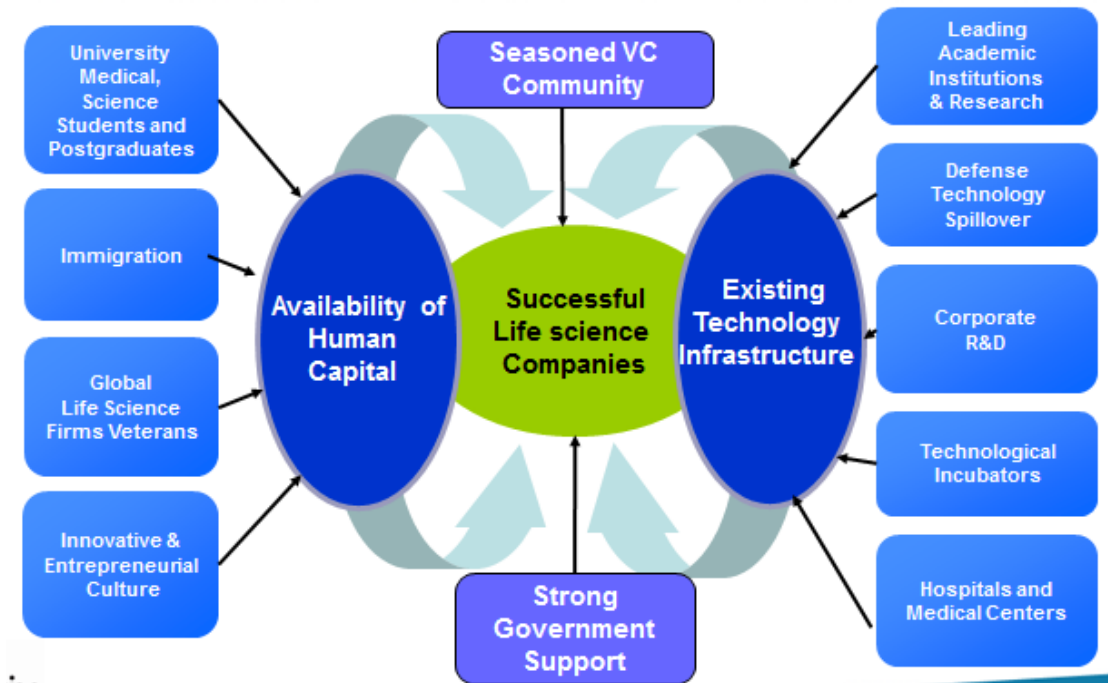 University
Medical,
Science
Students and
Postgraduates
Immigration
Global
Life Science
Firms Veterans
Innovative &
Entrepreneurial
Culture
Availability of
Human
Capital
Seasoned VC
Community
Successful
Life science
Companies
Strong
Government
Support
Existing
Technology
Infrastructure
Leading
Academic
Institutions
& Research
Defense
Technology
Spillover
Corporate
R&D
Technological
Incubators
Hospitals and
Medical Centers